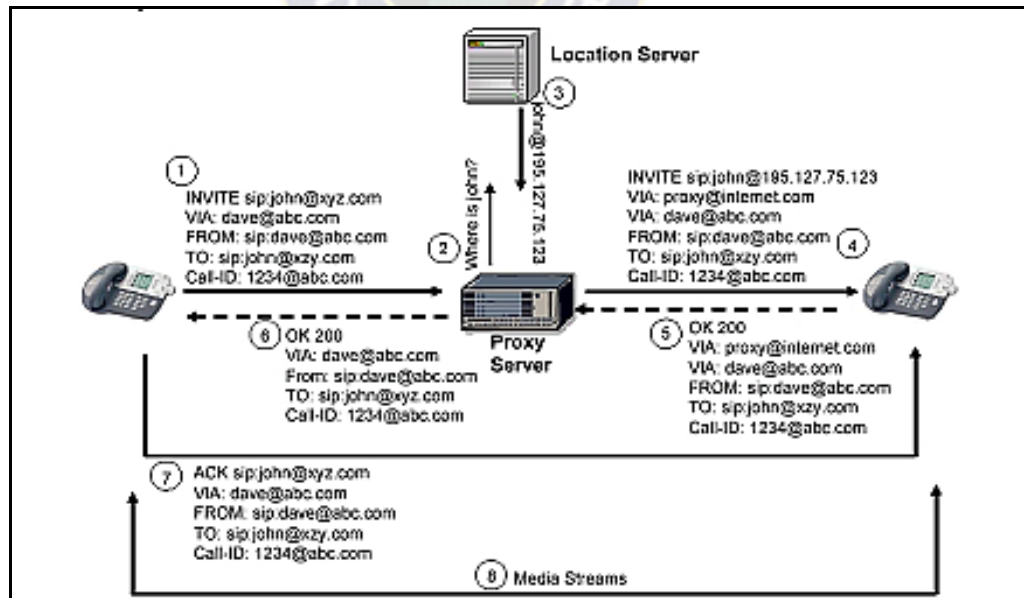 Location Server
3
john@195.127.75.123
Where is john?
2
1
INVITE sip:john@xyz.com
VIA: dave@abc.com
FROM: sip:dave@abc.com
TO: sip:john@xzy.com
Call-ID: 1234@abc.com
INVITE sip:john@195.127.75.123
VIA: proxy@internet.com
VIA: dave@abc.com
FROM: sip:dave@abc.com
4
TO: sip:john@xzy.com
Call-ID: 1234@abc.com
Proxy
Server
6
OK 200
VIA: dave@abc.com
From: sip:dave@abc.com
TO: sip:john@xyz.com
Call-ID: 1234@abc.com
5
OK 200
VIA: proxy@internet.com
VIA: dave@abc.com
FROM: sip:dave@abc.com
TO: sip:john@xzy.com
Call-ID: 1234@abc.com
7
ACK sip:john@xyz.com
VIA: dave@abc.com
FROM: sip:dave@abc.com
TO: sip:john@xzy.com
Call-ID: 1234@abc.com
8
Media Streams